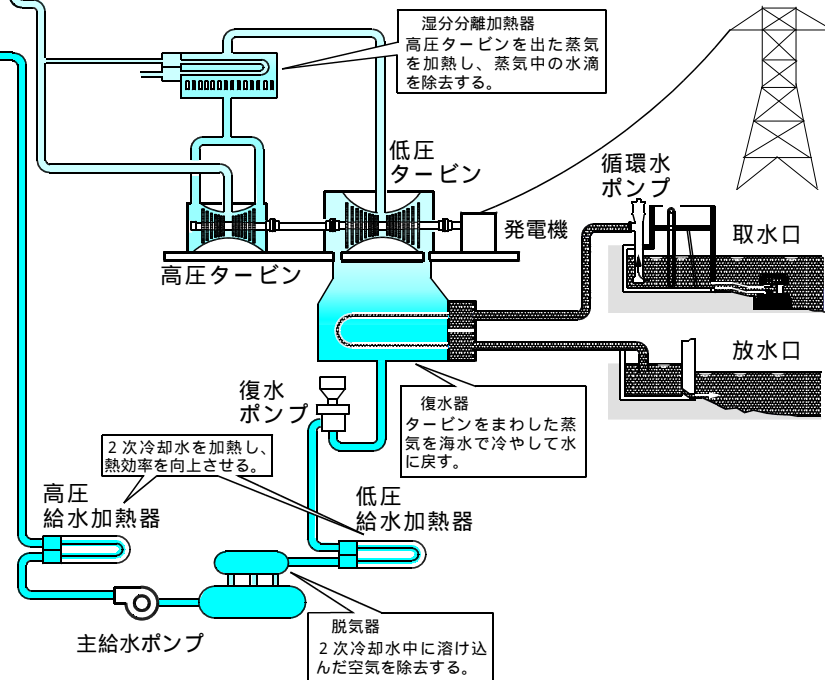 湿分分離加熱器
高圧タービンを出た蒸気
を加熱し、蒸気中の水滴
を除去する。
低圧
タービン
循環水
ポンプ
発電機
取水口
高圧タービン
放水口
復水
ポンプ
復水器
タービンをまわした蒸
気を海水で冷やして水
に戻す。
２次冷却水を加熱し、
熱効率を向上させる。
高圧
給水加熱器
低圧
給水加熱器
主給水ポンプ
脱気器
２次冷却水中に溶け込
んだ空気を除去する。